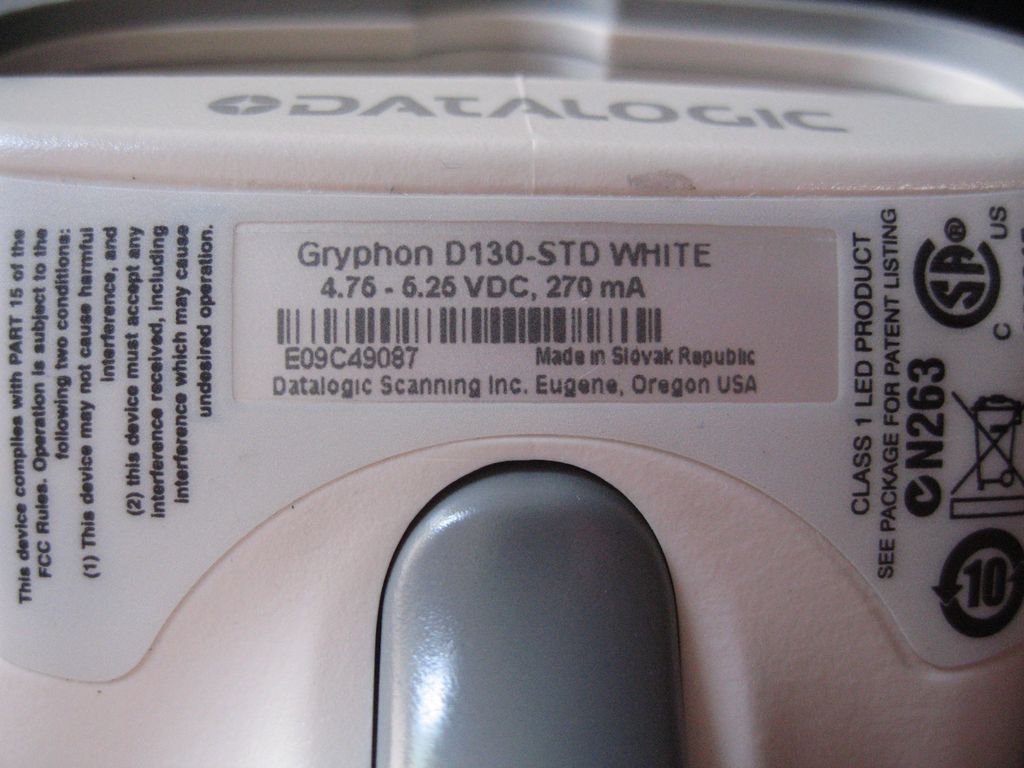 DATALOGIC
This device complies with PART 15 of the
FCC Rules. Operation is subject to the
following two conditions:
(1) This device may not cause harmful
interference, and
(2) this device must accept any
interference received, including
interference which may cause
undesired operation.
Gryphon D130-STD WHITE
4.75 - 5.25 VDC, 270 mA
E09C49087
Made in Slovak Republic
Datalogic Scanning Inc. Eugene, Oregon USA
CLASS 1 LED PRODUCT
SEE PACKAGE FOR PATENT LISTING
N263
SA®
C US
10